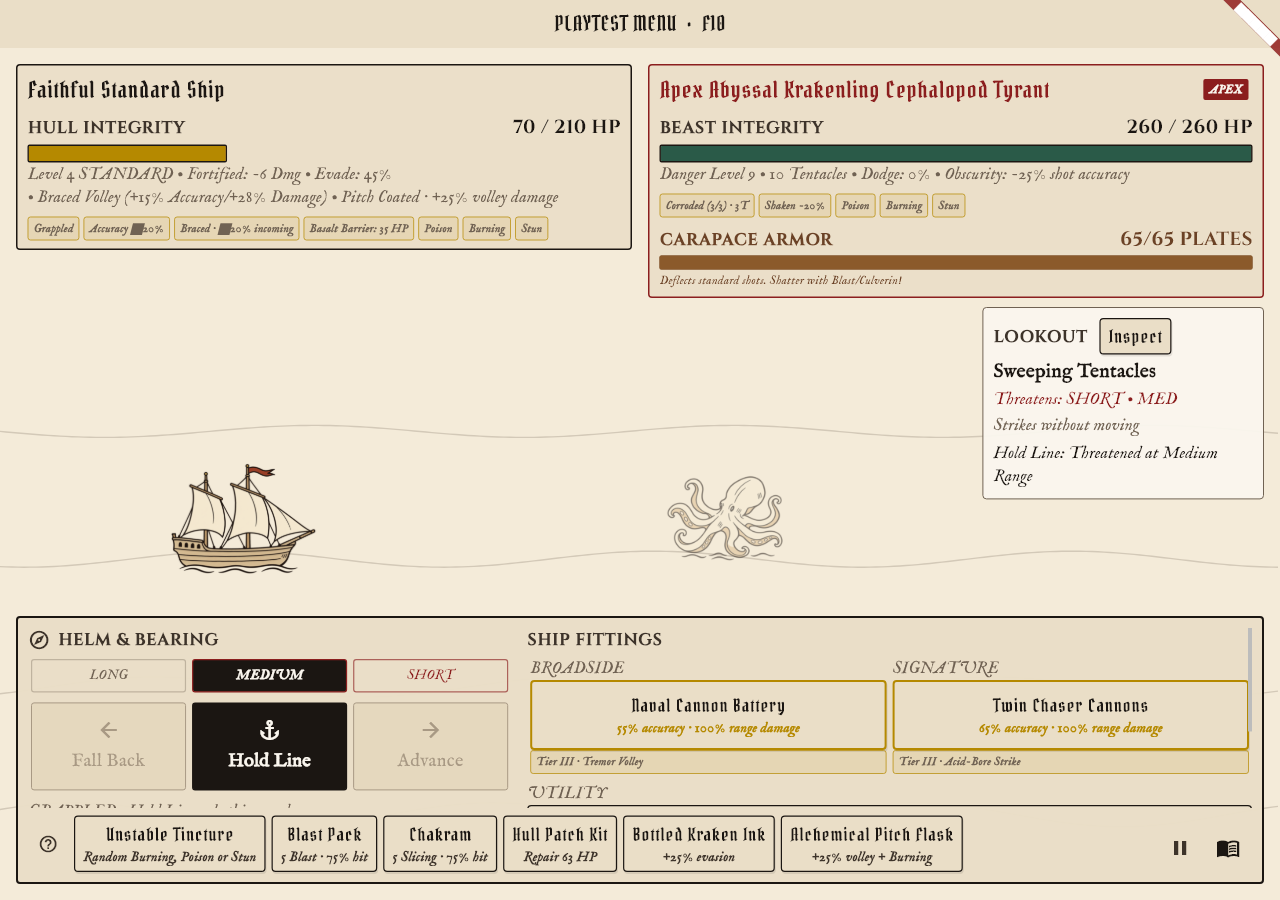 PLAYTEST MENU · F10
Faithful Standard Ship
HULL INTEGRITY
70 / 210 HP
Level 4 STANDARD • Fortified: -6 Dmg • Evade: 45%
• Braced Volley (+15% Accuracy/+28% Damage) • Pitch Coated · +25% volley damage
Grappled
Accuracy 20%
Braced · 20% incoming
Basalt Barrier: 35 HP
Poison
Burning
Stun
Apex Abyssal Krakenling Cephalopod Tyrant
APEX
BEAST INTEGRITY
260 / 260 HP
Danger Level 9 • 10 Tentacles • Dodge: 0% • Obscurity: -25% shot accuracy
Corroded (3/3) · 3T
Shaken -20%
Poison
Burning
Stun
CARAPACE ARMOR
65/65 PLATES
Deflects standard shots. Shatter with Blast/Culverin!
LOOKOUT
Inspect
Sweeping Tentacles
Threatens: SHORT • MED
Strikes without moving
Hold Line: Threatened at Medium
Range
HELM & BEARING
LONG
MEDIUM
SHORT
Fall Back
Hold Line
Advance
SHIP FITTINGS
BROADSIDE
Naval Cannon Battery
55% accuracy · 100% range damage
Tier III · Tremor Volley
SIGNATURE
Twin Chaser Cannons
65% accuracy · 100% range damage
Tier III · Acid-Bore Strike
UTILITY
Unstable Tincture
Random Burning, Poison or Stun
Blast Pack
5 Blast · 75% hit
Chakram
5 Slicing · 75% hit
Hull Patch Kit
Repair 63 HP
Bottled Kraken Ink
+25% evasion
Alchemical Pitch Flask
+25% volley + Burning